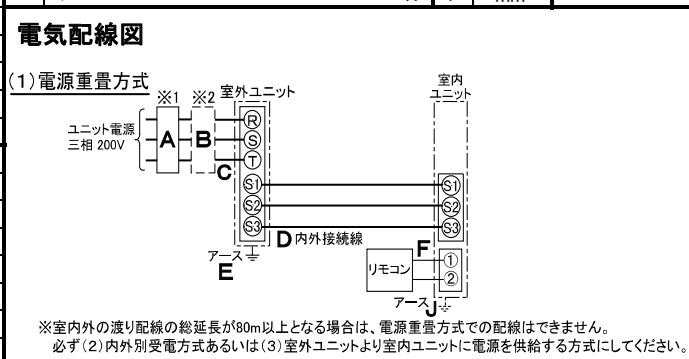 mm
電気配線図
(1)電源重畳方式
※1 ※2 室外ユニット
室内
ユニット
ユニット電源
三相 200V
A
B
C
R
S
T
S1
S2
S3
S1
S2
S3
D 内外接続線
アース
E
リモコン
F
①
②
アース
J
※室内外の渡り配線の総延長が80m以上となる場合は、電源重畳方式での配線はできません。
必ず(2)内外別受電方式あるいは(3)室外ユニットより室内ユニットに電源を供給する方式にしてください。